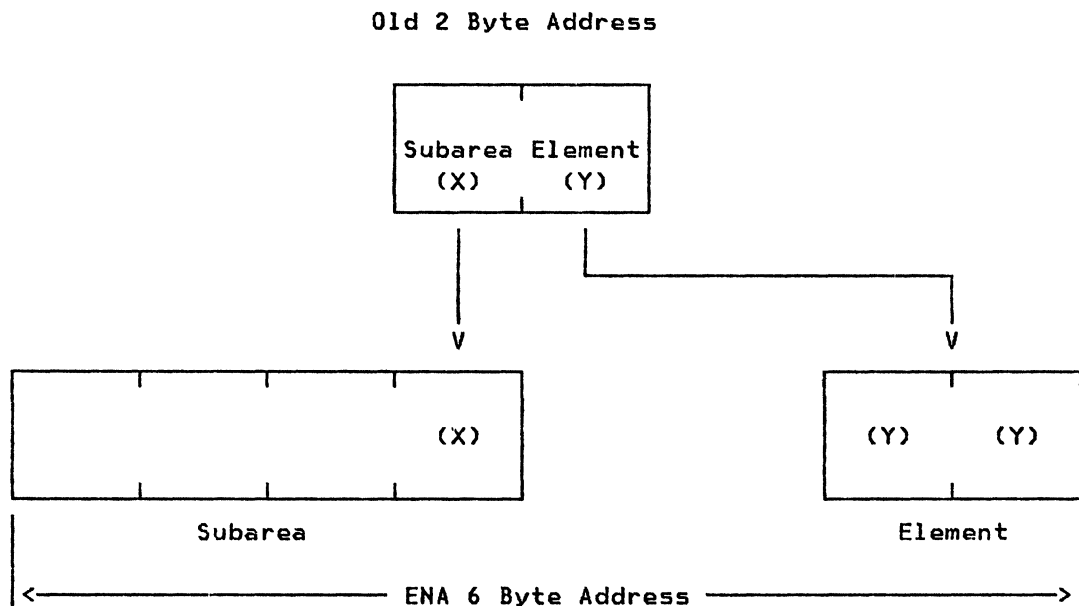 Old 2 Byte Address
Subarea Element
(X) (Y)
V V
(X) (Y) (Y)
Subarea Element
<ENA 6 Byte Address>